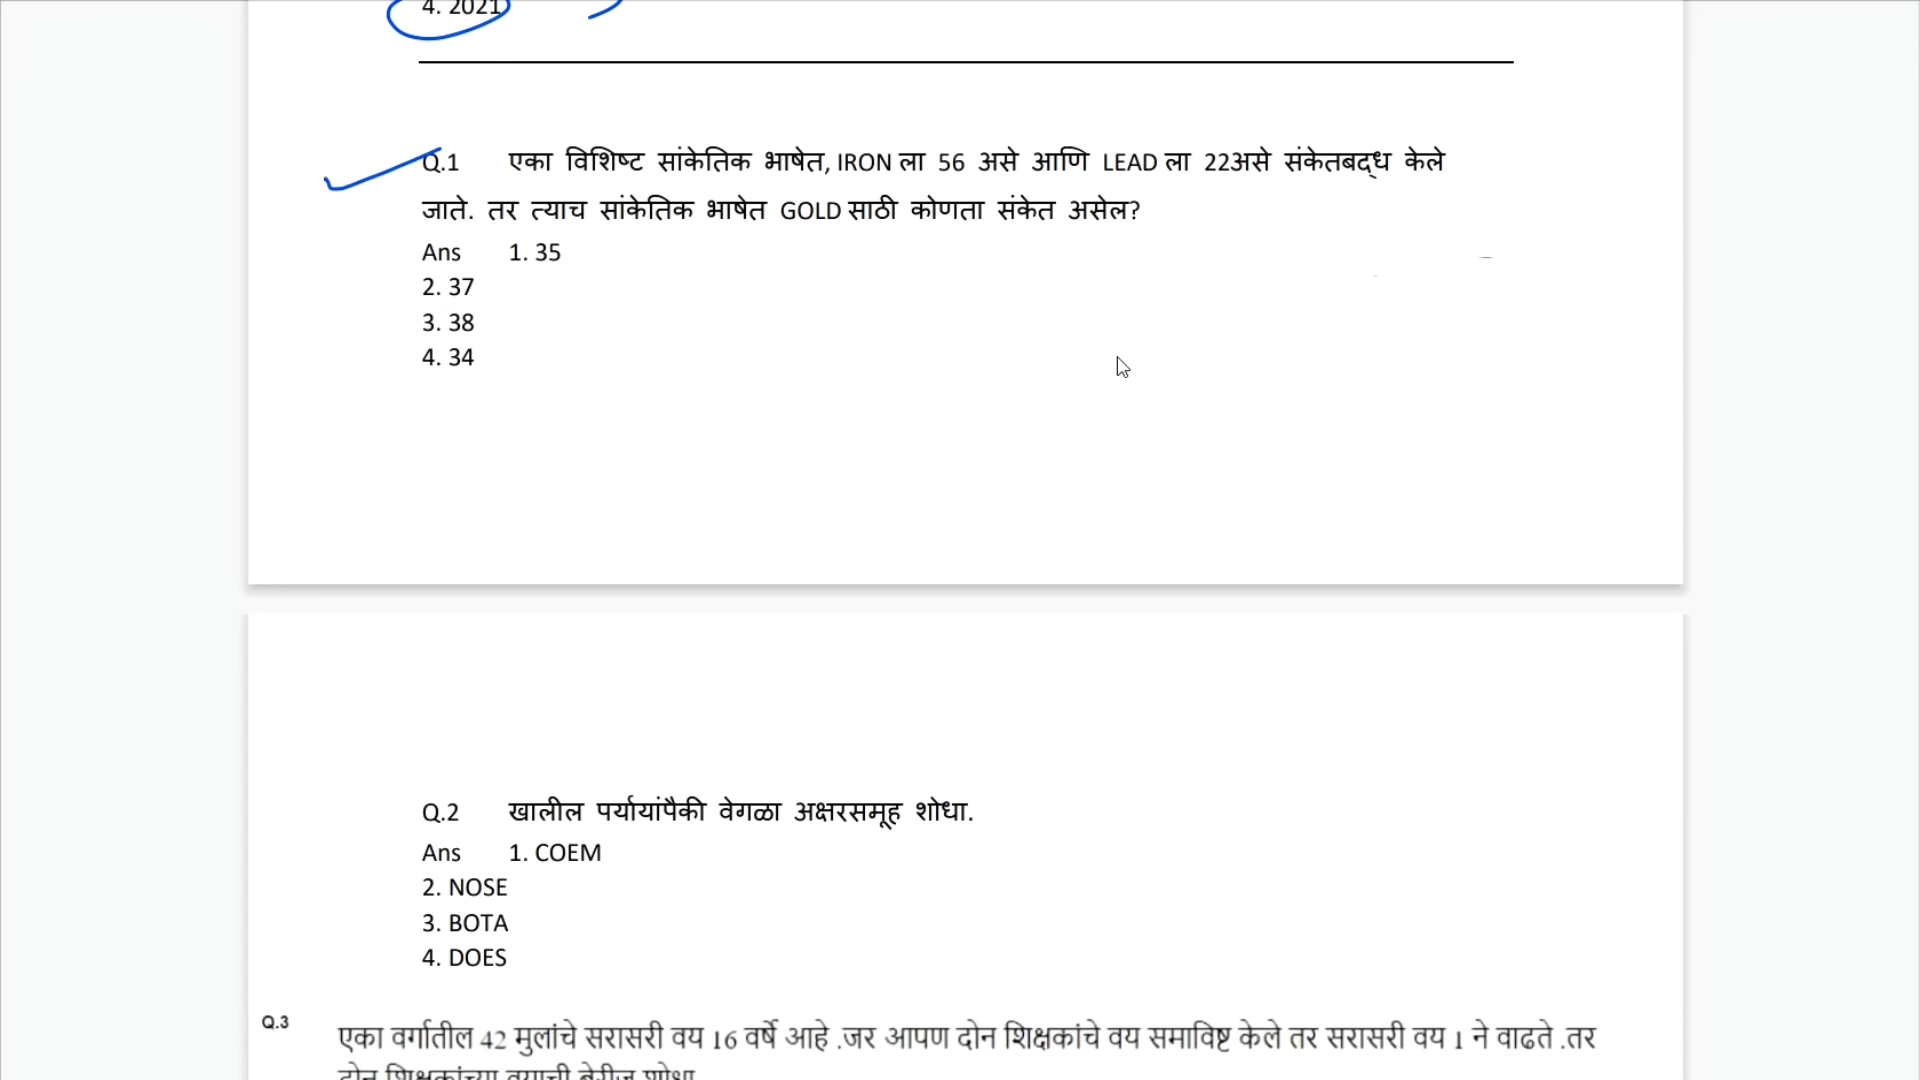 4. 2021
Q.1 एका विशिष्ट सांकेतिक भाषेत, IRON ला 56 असे आणि LEAD ला 22असे संकेतबद्ध केले
जाते. तर त्याच सांकेतिक भाषेत GOLD साठी कोणता संकेत असेल?
Ans 1. 35
2. 37
3. 38
4. 34
Q.2 खालील पर्यायांपैकी वेगळा अक्षरसमूह शोधा.
Ans 1. COEM
2. NOSE
3. BOTA
4. DOES
Q.3 एका वर्गातील 42 मुलांचे सरासरी वय 16 वर्षे आहे .जर आपण दोन शिक्षकांचे वय समाविष्ट केले तर सरासरी वय 1 ने वाढते .तर
दोन शिक्षकांच्या वयाची बेरीज शोधा